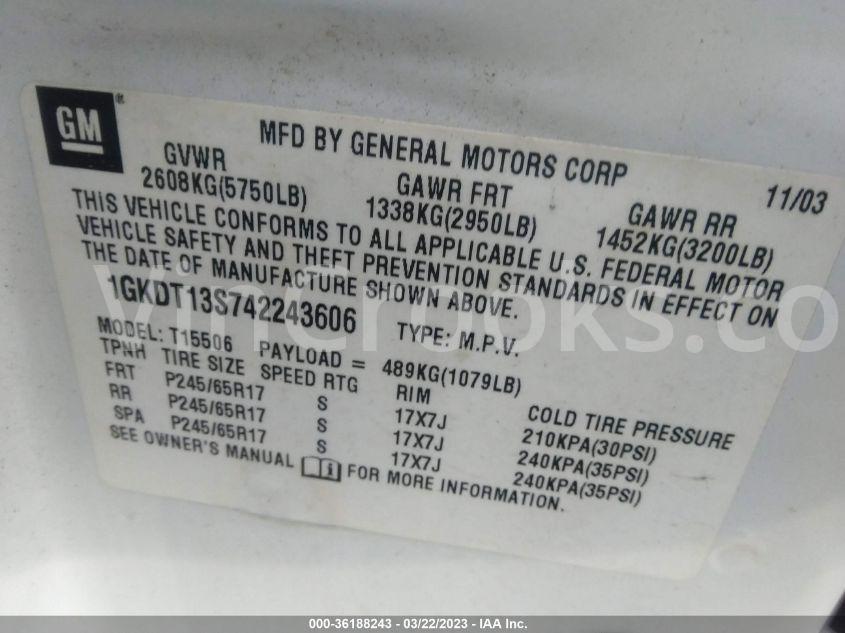 GM®
MFD BY GENERAL MOTORS CORP 11/03
GVWR GAWR FRT GAWR RR
2608KG(5750LB) 1338KG(2950LB) 1452KG(3200LB)
THIS VEHICLE CONFORMS TO ALL APPLICABLE U.S. FEDERAL MOTOR
VEHICLE SAFETY AND THEFT PREVENTION STANDARDS IN EFFECT ON
THE DATE OF MANUFACTURE SHOWN ABOVE.
1GKDT13S742243606 TYPE: M.P.V.
MODEL: T15506 PAYLOAD = 489KG(1079LB)
TPNH TIRE SIZE SPEED RTG RIM COLD TIRE PRESSURE
FRT P245/65R17 S 17X7J 210KPA(30PSI)
RR P245/65R17 S 17X7J 240KPA(35PSI)
SPA P245/65R17 S 17X7J 240KPA(35PSI)
SEE OWNER'S MANUAL i FOR MORE INFORMATION.
VinCrooks.co
000-36188243 - 03/22/2023 - IAA Inc.